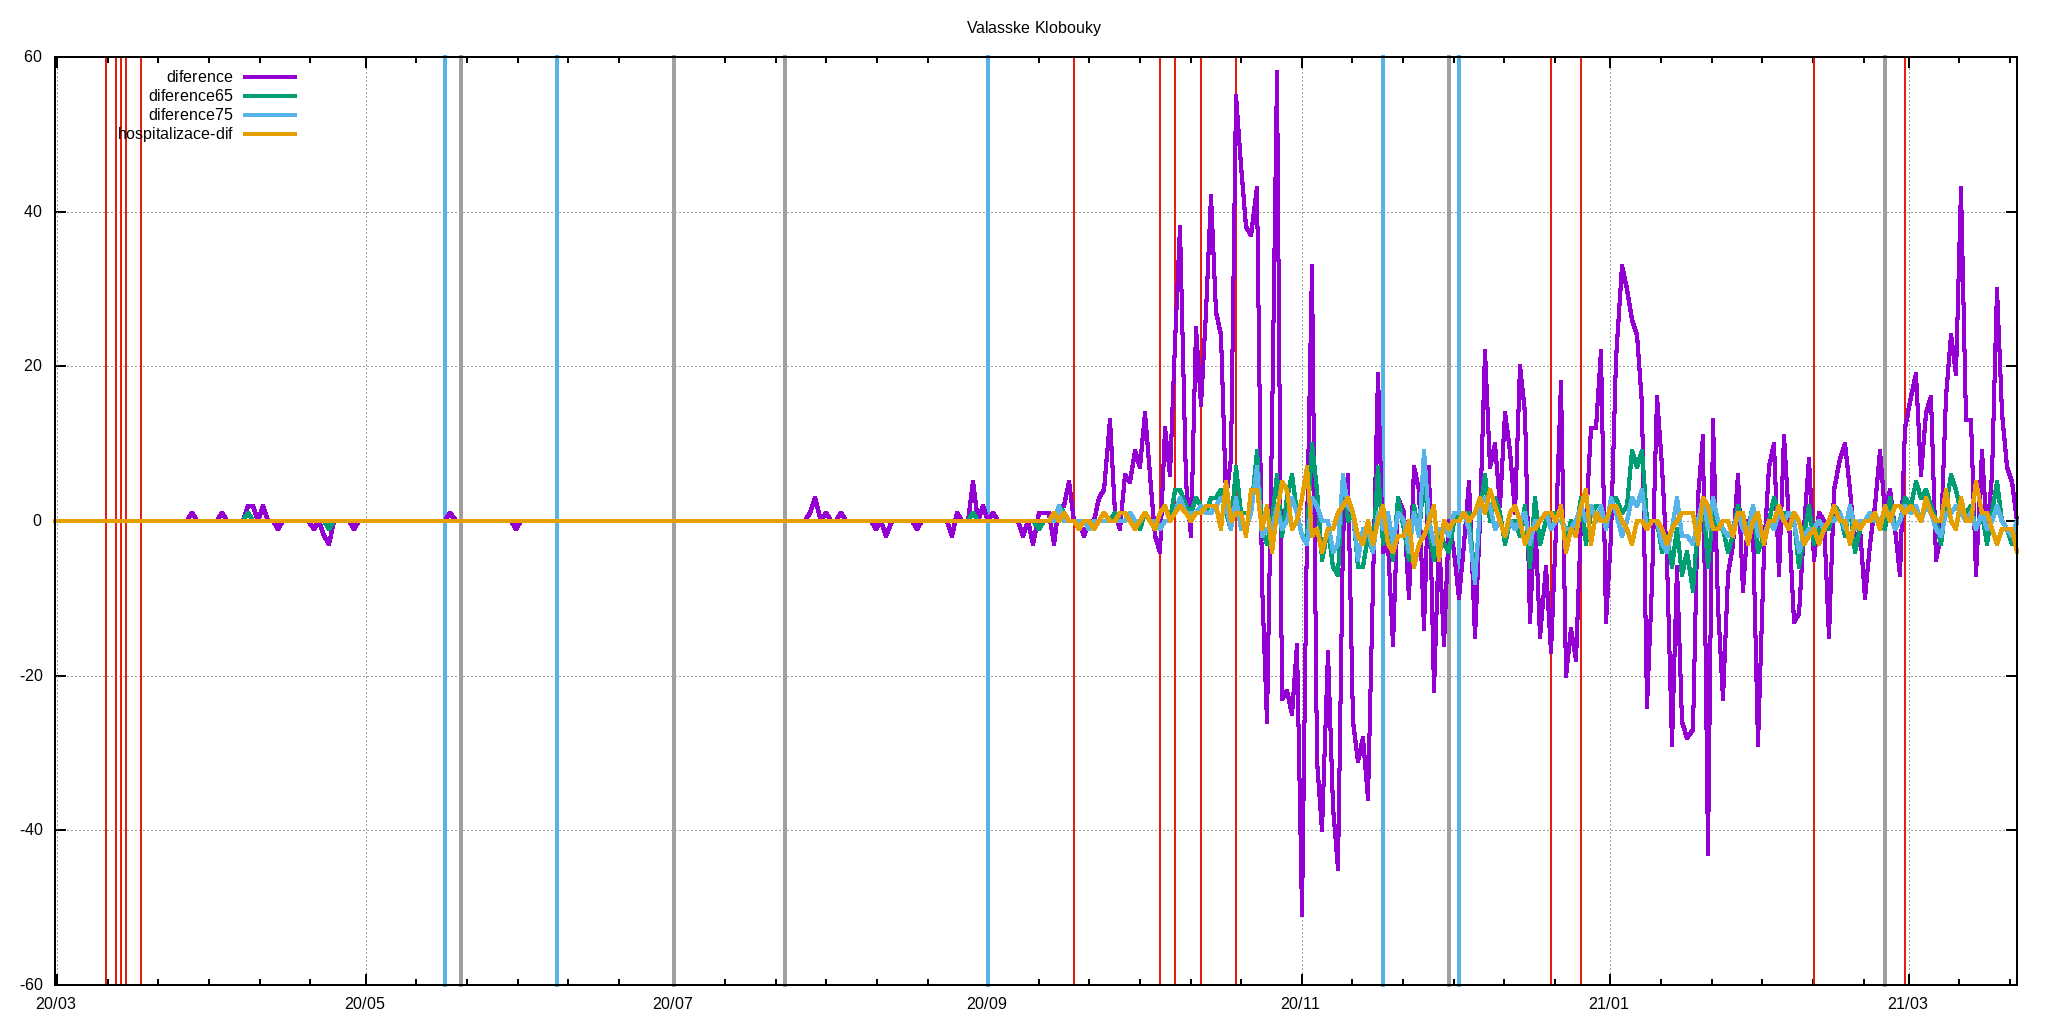 Valasske Klobouky
60
diference
diference65
diference75
hospitalizace-dif
40
20
0
-20
-40
-60
20/03 20/05 20/07 20/09 20/11 21/01 21/03